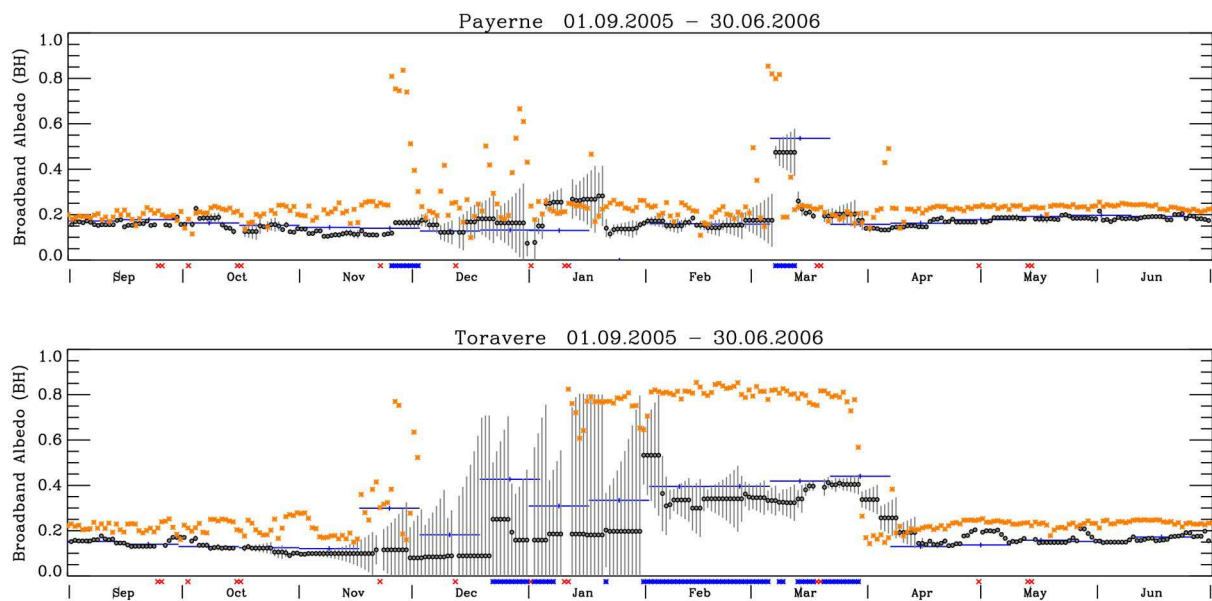 Payerne 01.09.2005 – 30.06.2006
Broadband Albedo (BH)
1.0
0.8
0.6
0.4
0.2
0.0
Sep Oct Nov Dec Jan Feb Mar Apr May Jun
Toravere 01.09.2005 – 30.06.2006
Broadband Albedo (BH)
1.0
0.8
0.6
0.4
0.2
0.0
Sep Oct Nov Dec Jan Feb Mar Apr May Jun